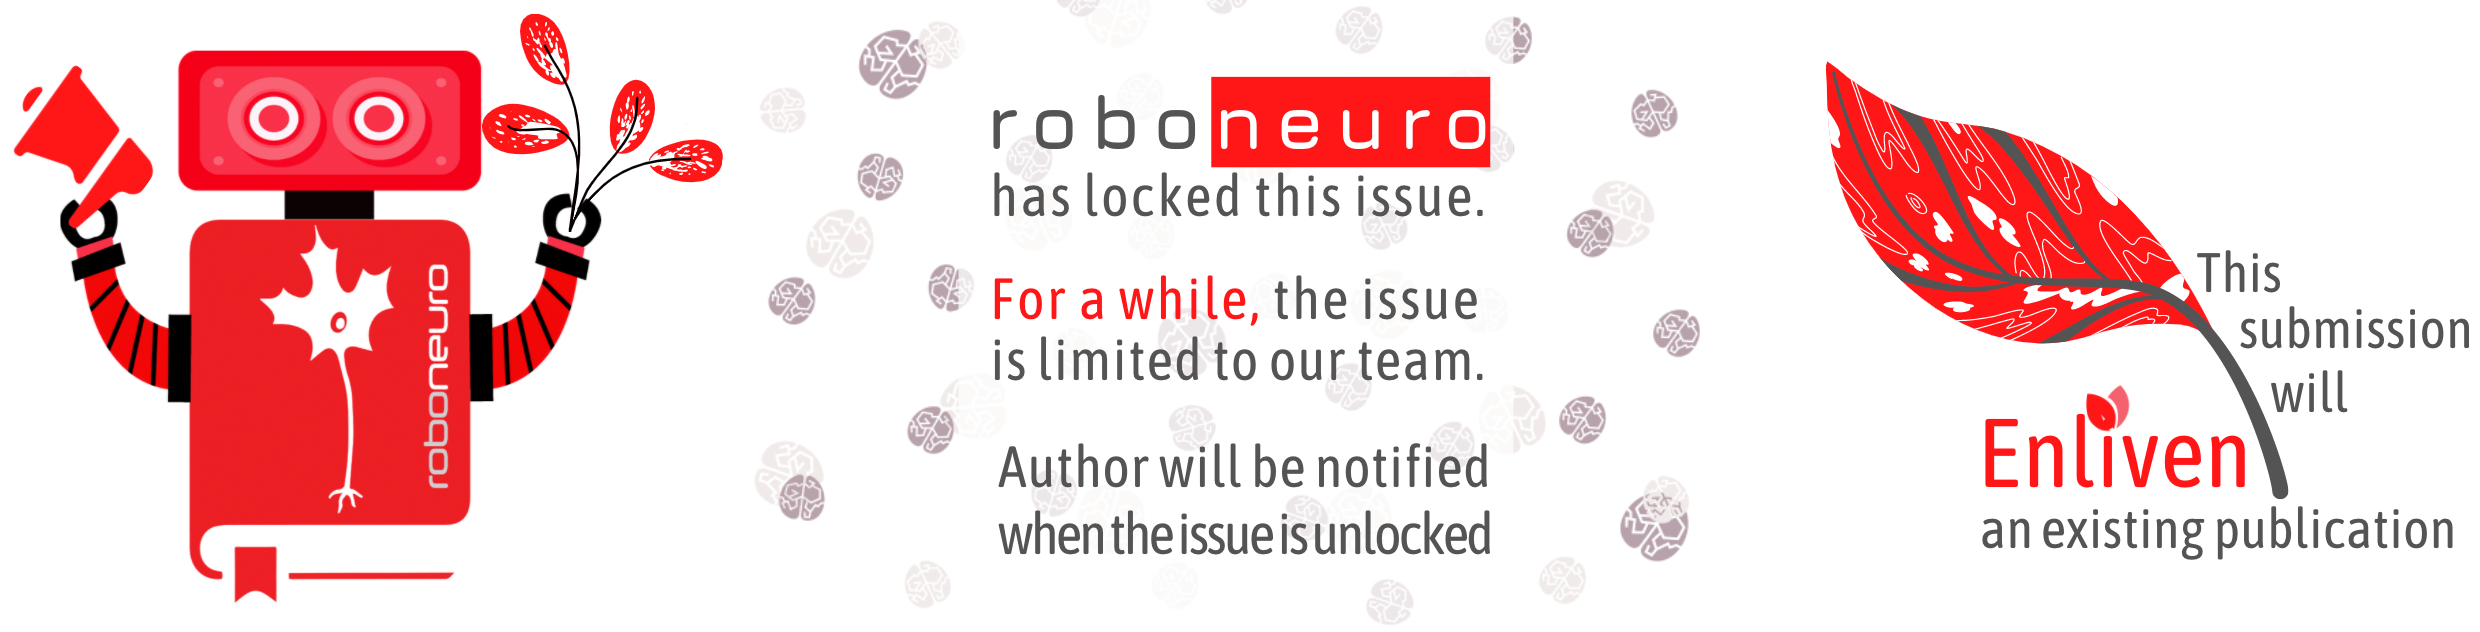 roboneuro
roboneuro
has locked this issue.
For a while, the issue
is limited to our team.
Author will be notified
when the issue is unlocked
This
submission
will
Enliven
an existing publication